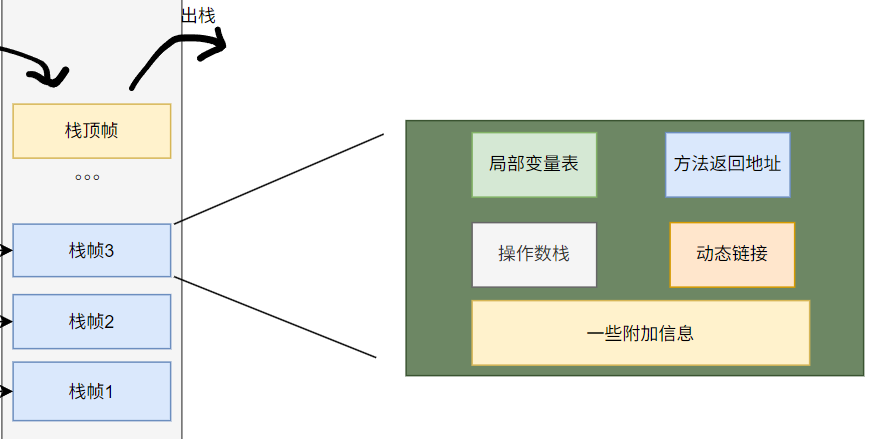 出栈
栈顶帧
。。。
栈帧3
栈帧2
栈帧1
局部变量表
方法返回地址
操作数栈
动态链接
一些附加信息